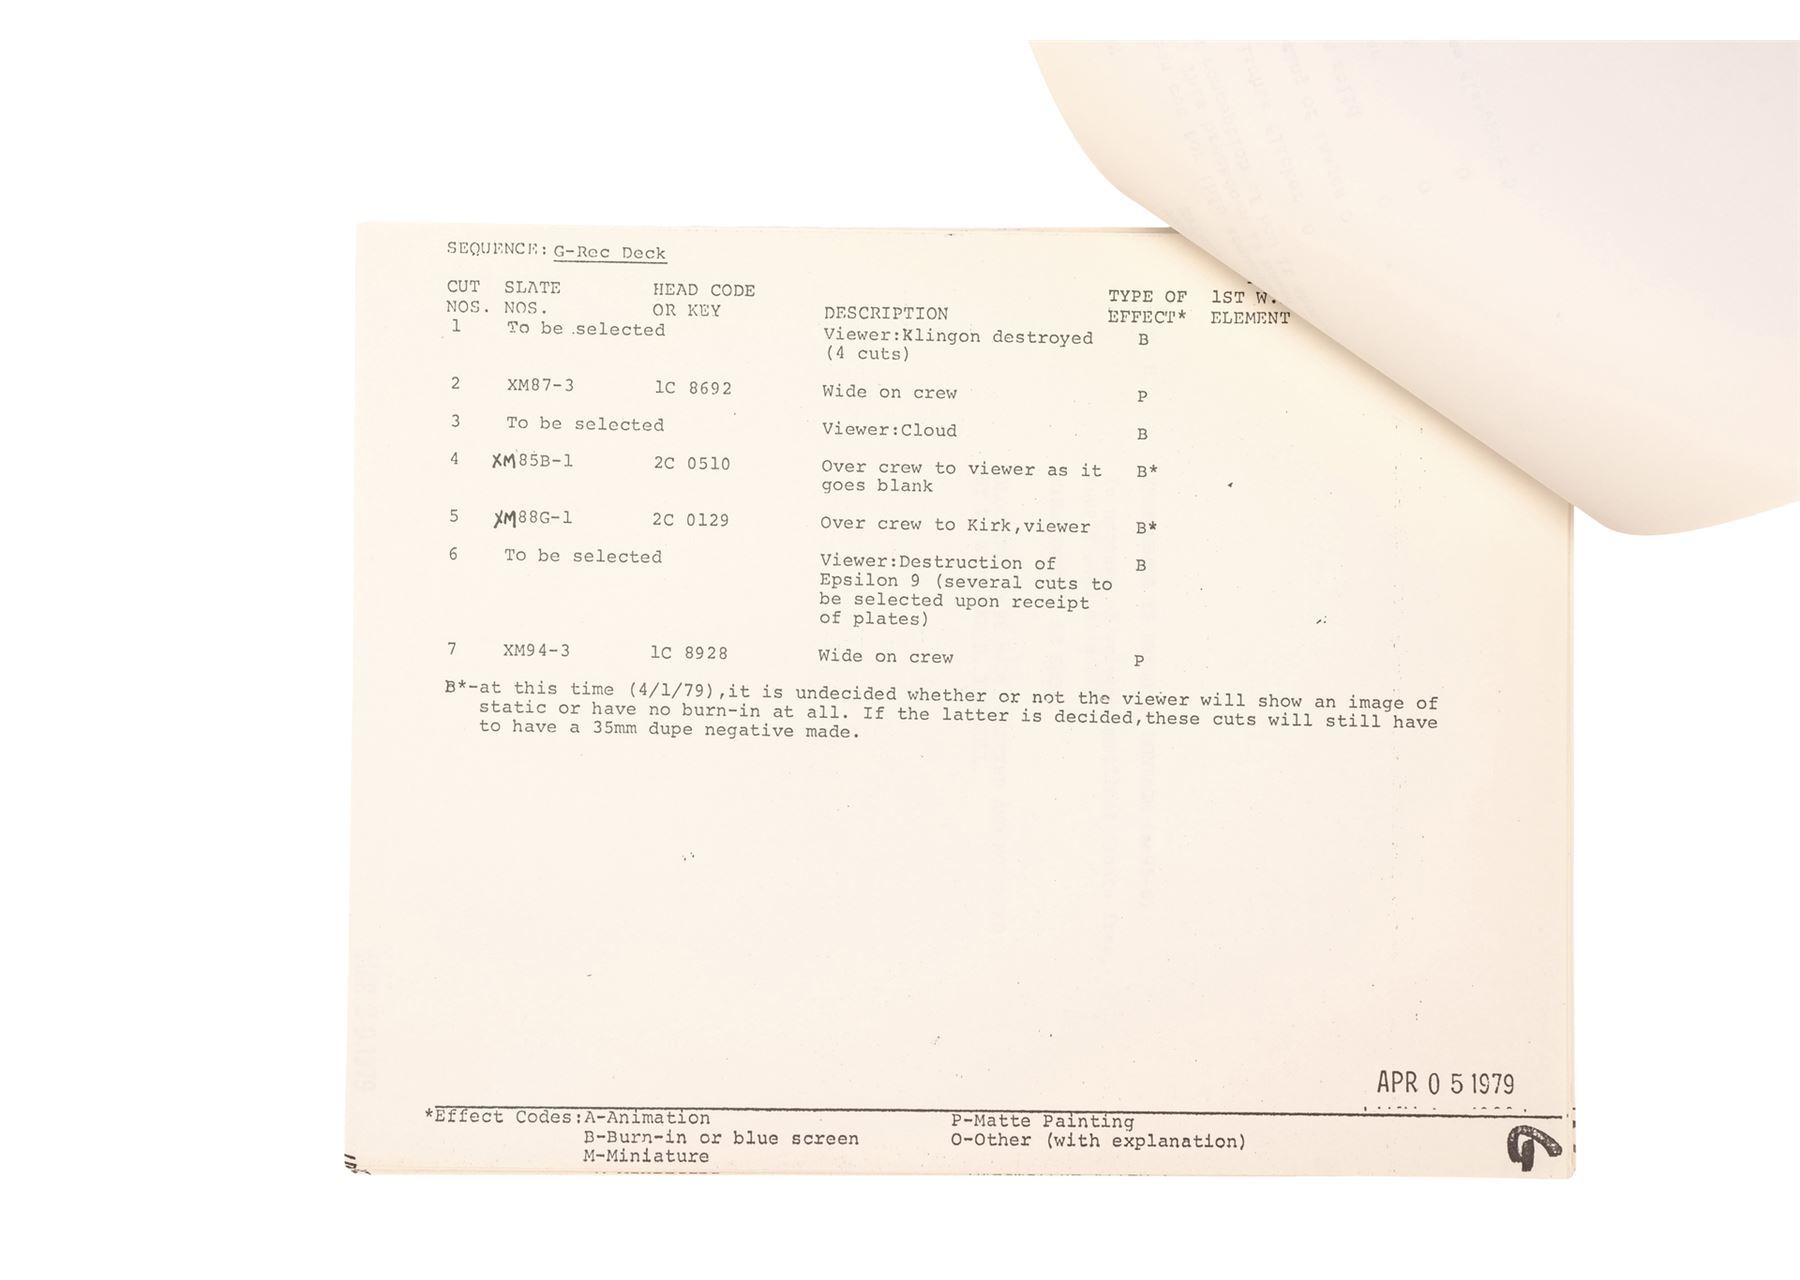 SEQUENCE: G-Rec Deck
CUT SLATE HEAD CODE TYPE OF 1ST W.
NOS. NOS. OR KEY DESCRIPTION EFFECT* ELEMENT
1 To be selected Viewer:Klingon destroyed B
(4 cuts)
2 XM87-3 1C 8692 Wide on crew P
3 To be selected Viewer:Cloud B
4 XM85B-1 2C 0510 Over crew to viewer as it B*
goes blank
5 XM88G-1 2C 0129 Over crew to Kirk,viewer B*
6 To be selected Viewer:Destruction of B
Epsilon 9 (several cuts to
be selected upon receipt
of plates)
7 XM94-3 1C 8928 Wide on crew P
B*-at this time (4/1/79),it is undecided whether or not the viewer will show an image of
static or have no burn-in at all. If the latter is decided,these cuts will still have
to have a 35mm dupe negative made.
APR 05 1979
*Effect Codes:A-Animation P-Matte Painting
B-Burn-in or blue screen O-Other (with explanation)
M-Miniature